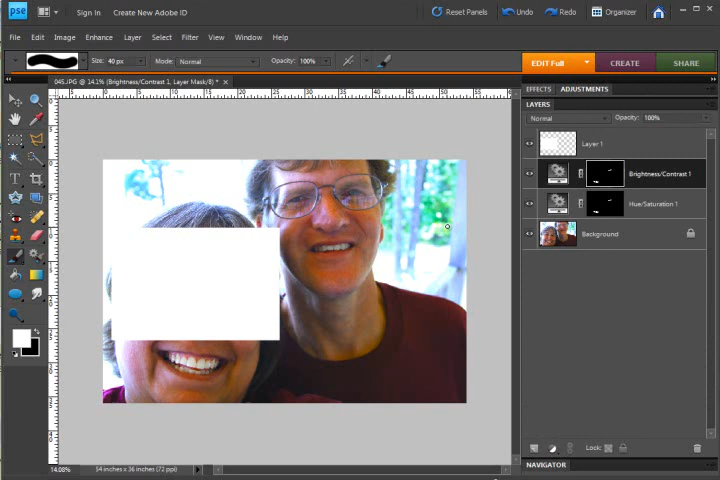 pse Sign In Create New Adobe ID Reset Panels Undo Redo Organizer
File Edit Image Enhance Layer Select Filter View Window Help
Size: 40 px Mode: Normal Opacity: 100% EDIT Full CREATE SHARE
045.JPG @ 14.1% (Brightness/Contrast 1, Layer Mask/8) *
EFFECTS ADJUSTMENTS
LAYERS
Normal Opacity: 100%
Layer 1
Brightness/Contrast 1
Hue/Saturation 1
Background
Lock:
14.08% 54 inches x 36 inches (72 ppi)
NAVIGATOR